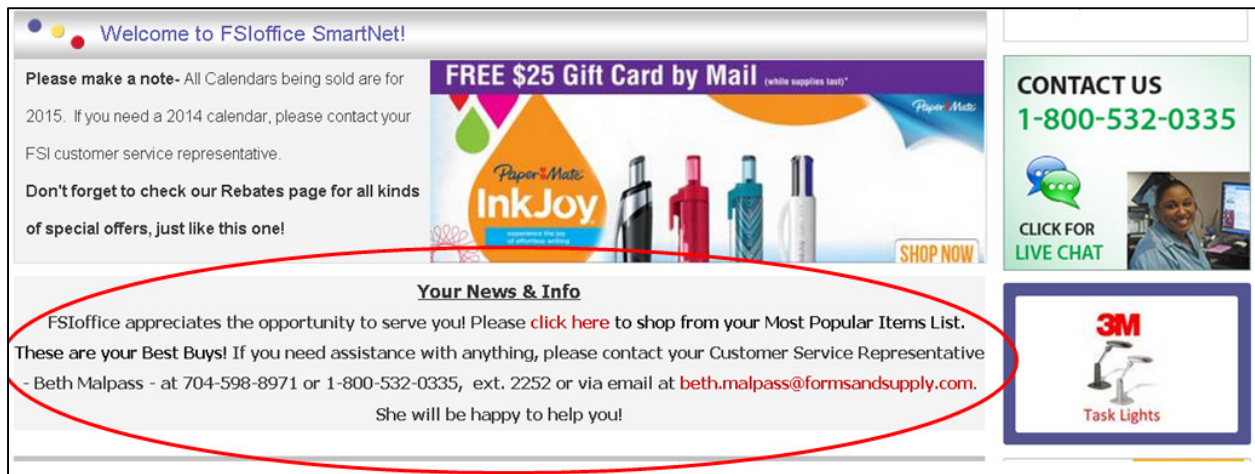 Welcome to FSIoffice SmartNet!
Please make a note- All Calendars being sold are for
2015. If you need a 2014 calendar, please contact your
FSI customer service representative.
Don't forget to check our Rebates page for all kinds
of special offers, just like this one!
FREE $25 Gift Card by Mail (while supplies last)*
Paper Mate
Paper Mate
InkJoy
experience the joy
of effortless writing
SHOP NOW
Your News & Info
FSIoffice appreciates the opportunity to serve you! Please click here to shop from your Most Popular Items List.
These are your Best Buys! If you need assistance with anything, please contact your Customer Service Representative
- Beth Malpass - at 704-598-8971 or 1-800-532-0335, ext. 2252 or via email at beth.malpass@formsandsupply.com.
She will be happy to help you!
CONTACT US
1-800-532-0335
CLICK FOR
LIVE CHAT
3M
Task Lights